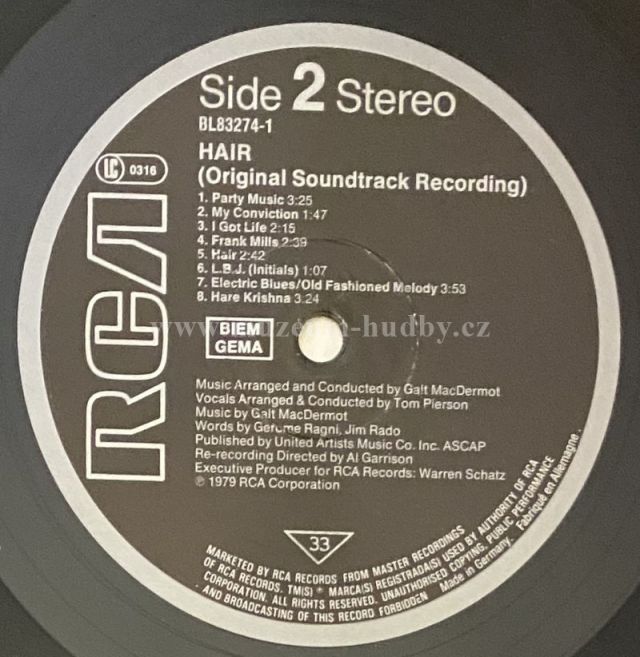 Side 2 Stereo
BL83274-1
HAIR
(Original Soundtrack Recording)
LC 0316
RCA
1. Party Music 3:25
2. My Conviction 1:47
3. I Got Life 2:15
4. Frank Mills 2:39
5. Hair 2:42
6. L.B.J. (Initials) 1:07
7. Electric Blues/Old Fashioned Melody 3:53
8. Hare Krishna 3:24
BIEM
GEMA
Music Arranged and Conducted by Galt MacDermot
Vocals Arranged & Conducted by Tom Pierson
Music by Galt MacDermot
Words by Gerome Ragni, Jim Rado
Published by United Artists Music Co. Inc. ASCAP
Re-recording Directed by Al Garrison
Executive Producer for RCA Records: Warren Schatz
℗ 1979 RCA Corporation
33
MARKETED BY RCA RECORDS FROM MASTER RECORDINGS
OF RCA RECORDS. TM(S) ® MARCA(S) REGISTRADA(S) USED BY AUTHORITY OF RCA
CORPORATION. ALL RIGHTS RESERVED. UNAUTHORISED COPYING, PUBLIC PERFORMANCE
AND BROADCASTING OF THIS RECORD FORBIDDEN Made in Germany. Fabriqué en Allemagne.